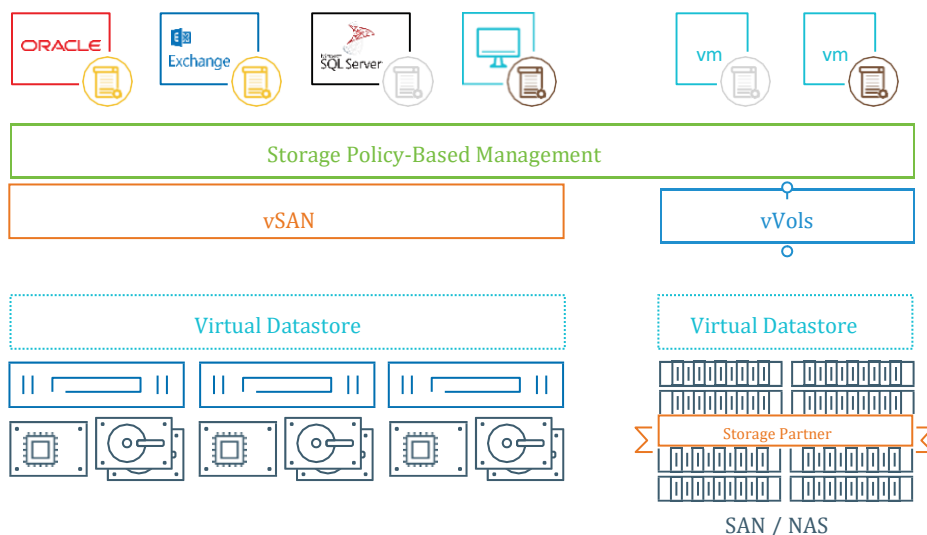 ORACLE
Exchange
Microsoft
SQL Server
vm
vm
Storage Policy-Based Management
vSAN
vVols
Virtual Datastore
Virtual Datastore
Storage Partner
SAN / NAS